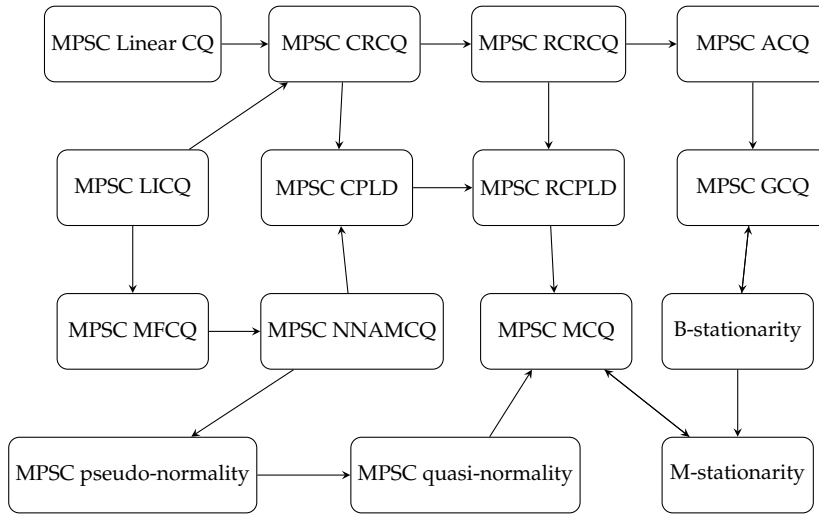 MPSC Linear CQ
MPSC CRCQ
MPSC RCRCQ
MPSC ACQ
MPSC LICQ
MPSC CPLD
MPSC RCPLD
MPSC GCQ
MPSC MFCQ
MPSC NNAMCQ
MPSC MCQ
B-stationarity
MPSC pseudo-normality
MPSC quasi-normality
M-stationarity